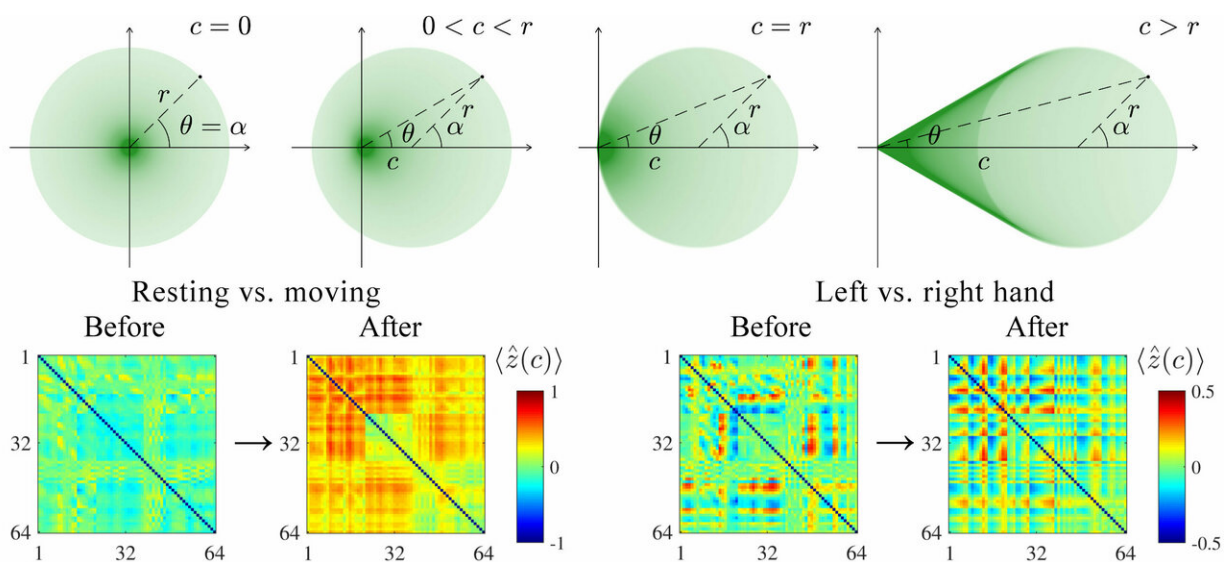 c = 0
r
θ = α
0 < c < r
r
θ
α
c
c = r
r
θ
α
c
c > r
r
θ
α
c
Resting vs. moving
Left vs. right hand
Before
After
Before
After
1
32
64
1
32
64
1
32
64
1
32
64
⟨ẑ(c)⟩
1
0
-1
1
32
64
1
32
64
1
32
64
1
32
64
⟨ẑ(c)⟩
0.5
0
-0.5